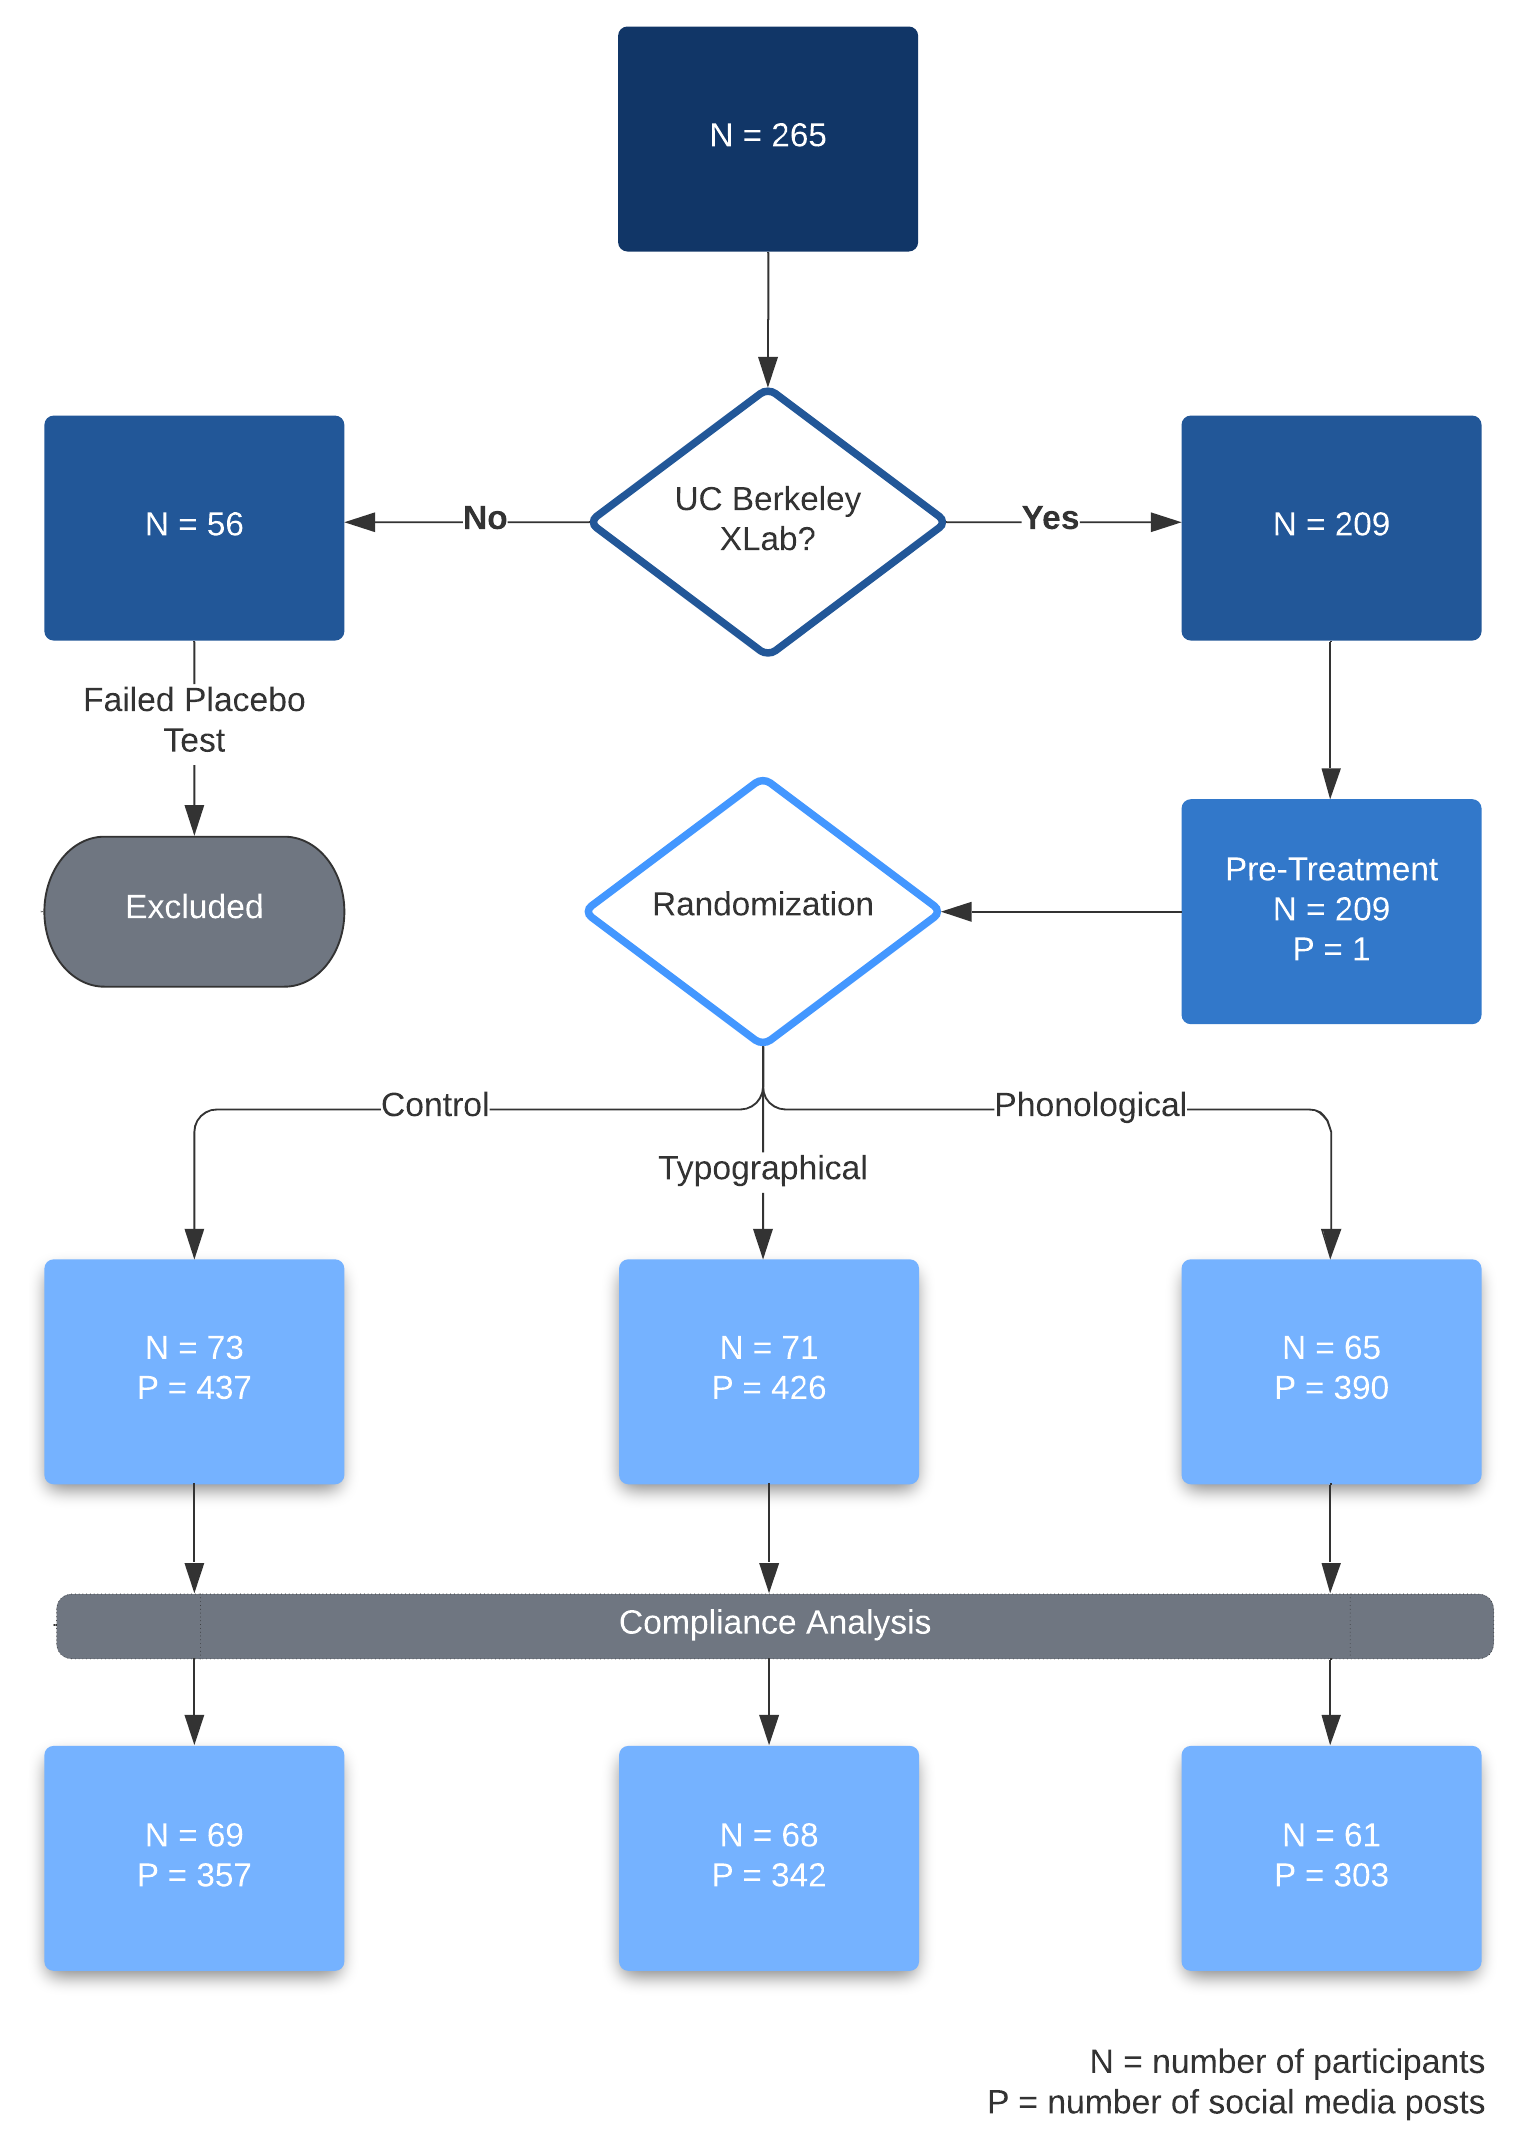 N = 265
UC Berkeley
XLab?
No
Yes
N = 56
N = 209
Failed Placebo
Test
Excluded
Randomization
Pre-Treatment
N = 209
P = 1
Control
Typographical
Phonological
N = 73
P = 437
N = 71
P = 426
N = 65
P = 390
Compliance Analysis
N = 69
P = 357
N = 68
P = 342
N = 61
P = 303
N = number of participants
P = number of social media posts